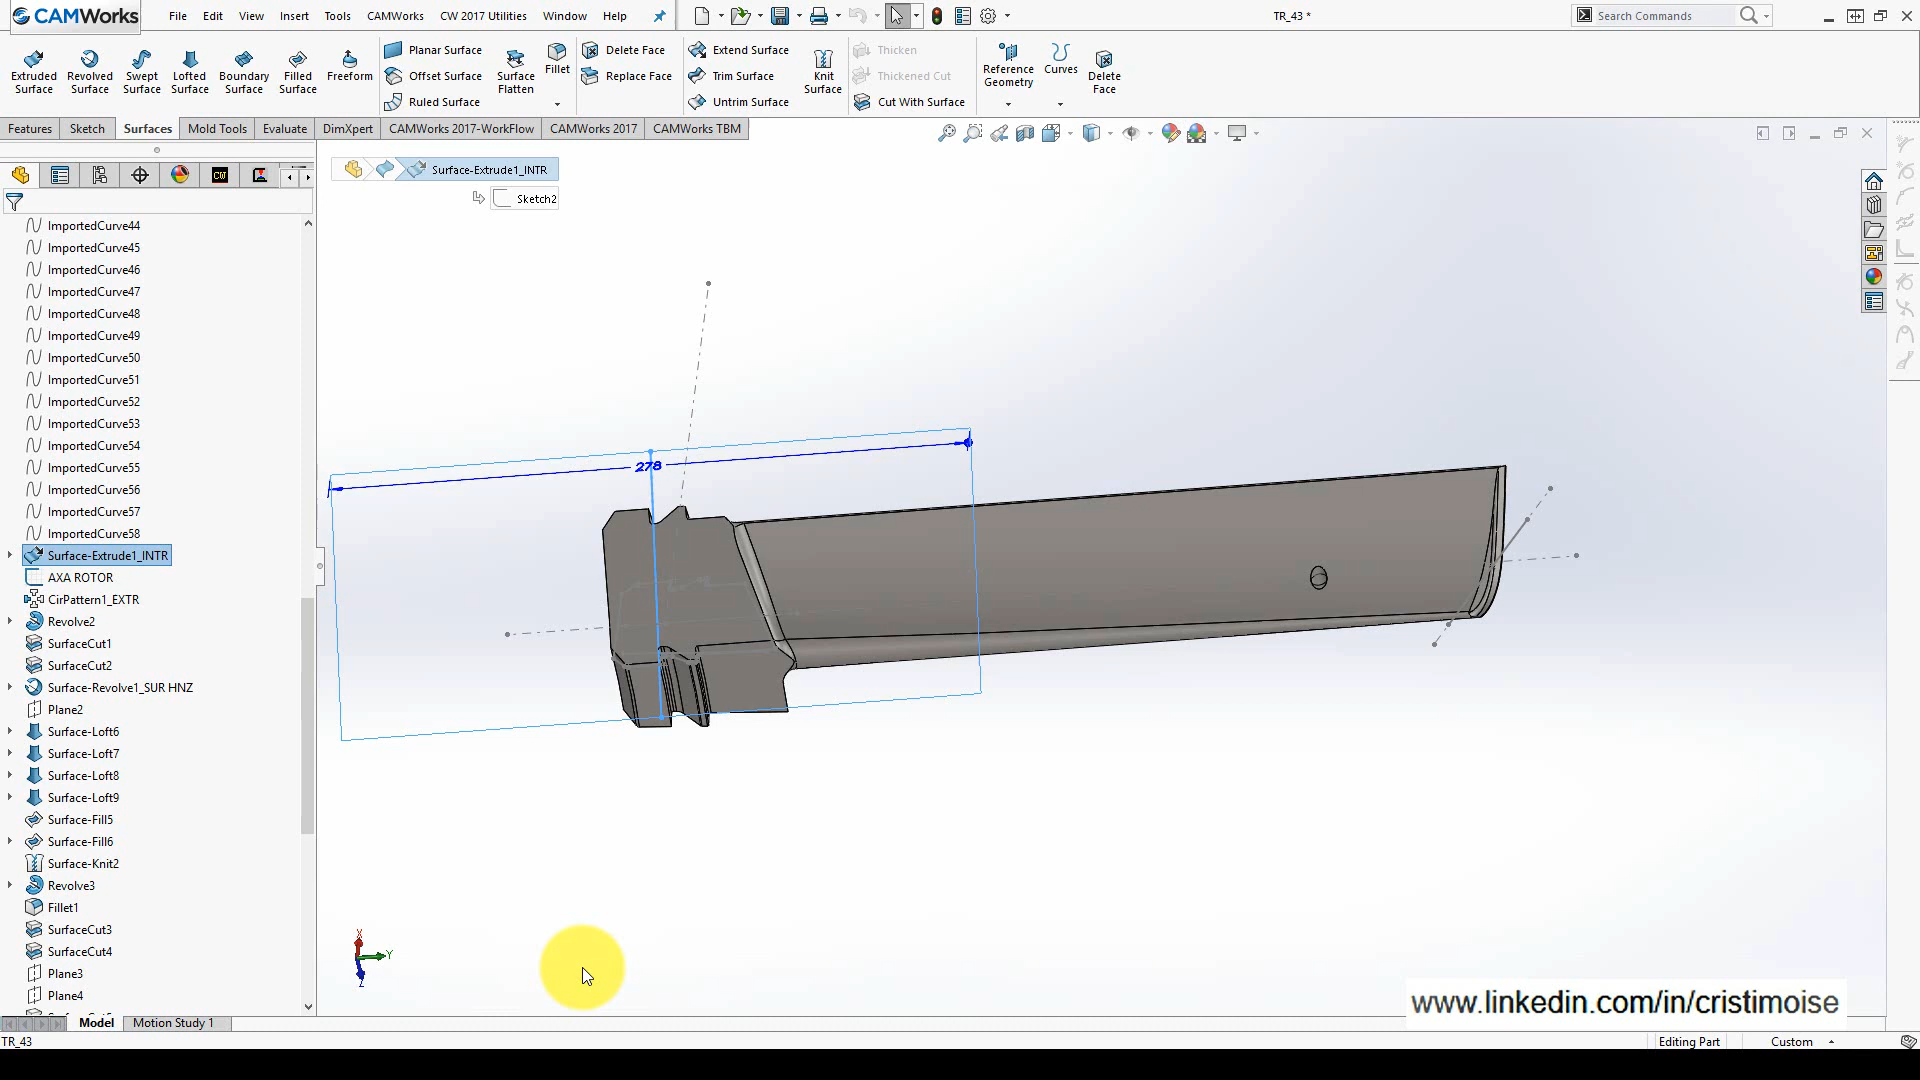 CAMWorks
File Edit View Insert Tools CAMWorks CW 2017 Utilities Window Help
TR_43 *
Search Commands
Extruded Surface
Revolved Surface
Swept Surface
Lofted Surface
Boundary Surface
Filled Surface
Freeform
Planar Surface
Offset Surface
Ruled Surface
Surface Flatten
Fillet
Delete Face
Replace Face
Extend Surface
Trim Surface
Untrim Surface
Knit Surface
Thicken
Thickened Cut
Cut With Surface
Reference Geometry
Curves
Delete Face
Features Sketch Surfaces Mold Tools Evaluate DimXpert CAMWorks 2017-WorkFlow CAMWorks 2017 CAMWorks TBM
CW
Surface-Extrude1_INTR
Sketch2
ImportedCurve44
ImportedCurve45
ImportedCurve46
ImportedCurve47
ImportedCurve48
ImportedCurve49
ImportedCurve50
ImportedCurve51
ImportedCurve52
ImportedCurve53
ImportedCurve54
ImportedCurve55
ImportedCurve56
ImportedCurve57
ImportedCurve58
Surface-Extrude1_INTR
AXA ROTOR
CirPattern1_EXTR
Revolve2
SurfaceCut1
SurfaceCut2
Surface-Revolve1_SUR HNZ
Plane2
Surface-Loft6
Surface-Loft7
Surface-Loft8
Surface-Loft9
Surface-Fill5
Surface-Fill6
Surface-Knit2
Revolve3
Fillet1
SurfaceCut3
SurfaceCut4
Plane3
Plane4
278
X
Y
Z
www.linkedin.com/in/cristimoise
Model Motion Study 1
TR_43
Editing Part Custom